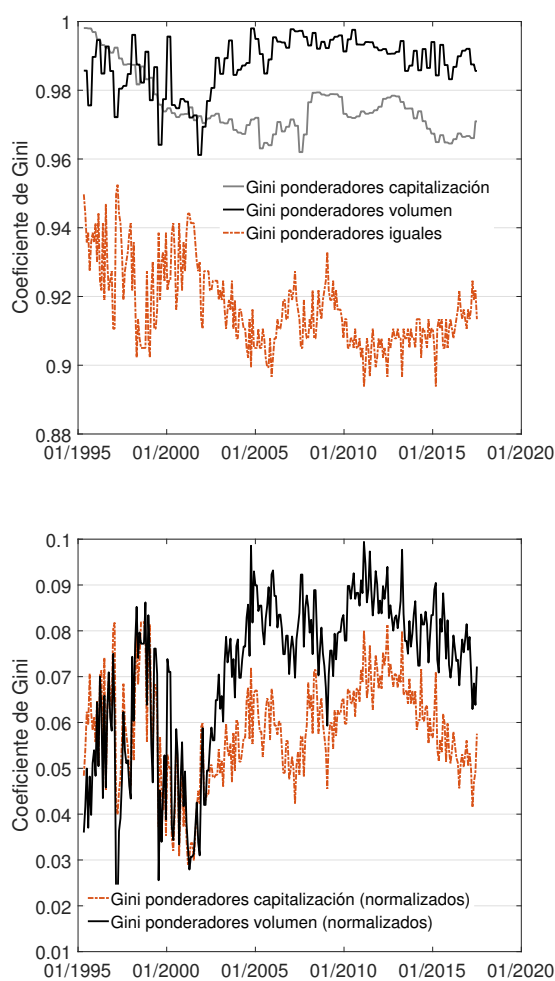 1
0.98
0.96
0.94
0.92
0.9
0.88
Coeficiente de Gini
Gini ponderadores capitalización
Gini ponderadores volumen
Gini ponderadores iguales
01/1995 01/2000 01/2005 01/2010 01/2015 01/2020
0.1
0.09
0.08
0.07
0.06
0.05
0.04
0.03
0.02
0.01
Coeficiente de Gini
Gini ponderadores capitalización (normalizados)
Gini ponderadores volumen (normalizados)
01/1995 01/2000 01/2005 01/2010 01/2015 01/2020